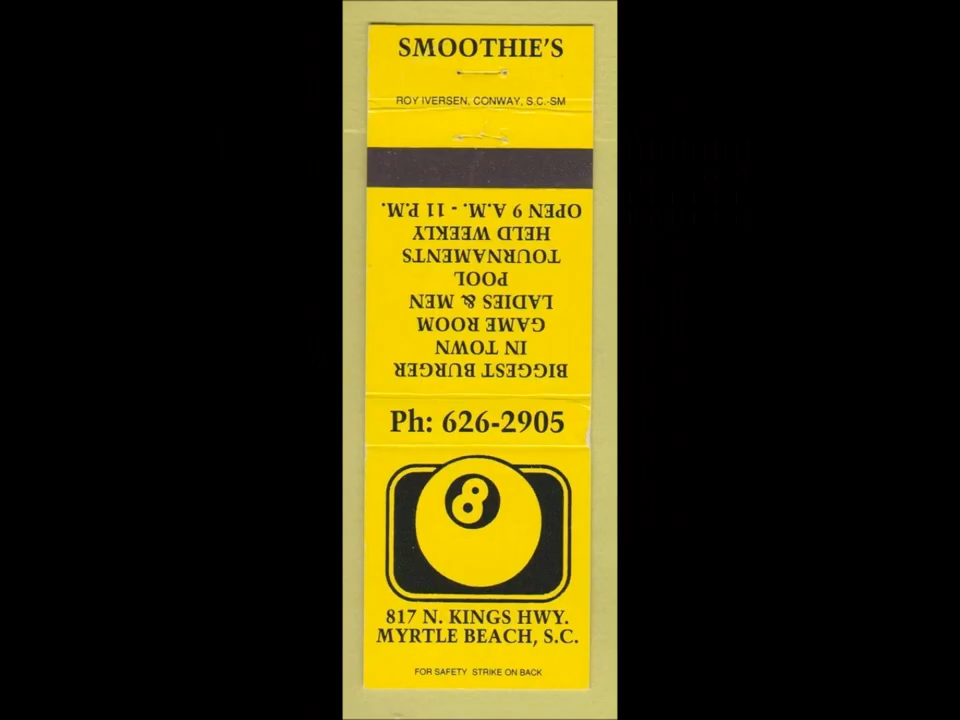 SMOOTHIE'S
ROY IVERSEN, CONWAY, S.C.-SM
BIGGEST BURGER
IN TOWN
GAME ROOM
LADIES & MEN
POOL
TOURNAMENTS
HELD WEEKLY
OPEN 9 A.M. - 11 P.M.
Ph: 626-2905
8
817 N. KINGS HWY.
MYRTLE BEACH, S.C.
FOR SAFETY STRIKE ON BACK